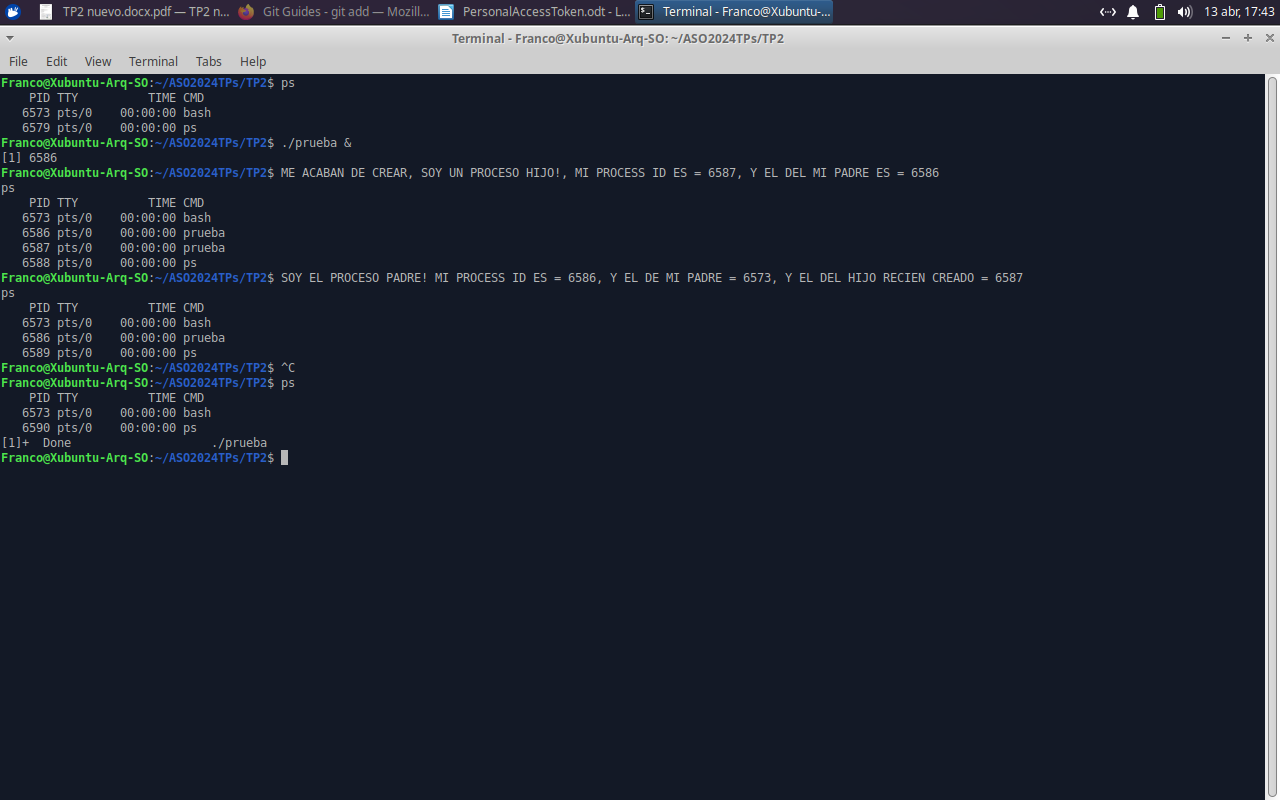 TP2 nuevo.docx.pdf — TP2 n... Git Guides - git add — Mozill... PersonalAccessToken.odt - L... Terminal - Franco@Xubuntu-... 13 abr, 17:43
Terminal - Franco@Xubuntu-Arq-SO: ~/ASO2024TPs/TP2
File Edit View Terminal Tabs Help
Franco@Xubuntu-Arq-SO:~/ASO2024TPs/TP2$ ps
    PID TTY          TIME CMD
   6573 pts/0    00:00:00 bash
   6579 pts/0    00:00:00 ps
Franco@Xubuntu-Arq-SO:~/ASO2024TPs/TP2$ ./prueba &
[1] 6586
Franco@Xubuntu-Arq-SO:~/ASO2024TPs/TP2$ ME ACABAN DE CREAR, SOY UN PROCESO HIJO!, MI PROCESS ID ES = 6587, Y EL DEL MI PADRE ES = 6586
ps
    PID TTY          TIME CMD
   6573 pts/0    00:00:00 bash
   6586 pts/0    00:00:00 prueba
   6587 pts/0    00:00:00 prueba
   6588 pts/0    00:00:00 ps
Franco@Xubuntu-Arq-SO:~/ASO2024TPs/TP2$ SOY EL PROCESO PADRE! MI PROCESS ID ES = 6586, Y EL DE MI PADRE = 6573, Y EL DEL HIJO RECIEN CREADO = 6587
ps
    PID TTY          TIME CMD
   6573 pts/0    00:00:00 bash
   6586 pts/0    00:00:00 prueba
   6589 pts/0    00:00:00 ps
Franco@Xubuntu-Arq-SO:~/ASO2024TPs/TP2$ ^C
Franco@Xubuntu-Arq-SO:~/ASO2024TPs/TP2$ ps
    PID TTY          TIME CMD
   6573 pts/0    00:00:00 bash
   6590 pts/0    00:00:00 ps
[1]+  Done                    ./prueba
Franco@Xubuntu-Arq-SO:~/ASO2024TPs/TP2$